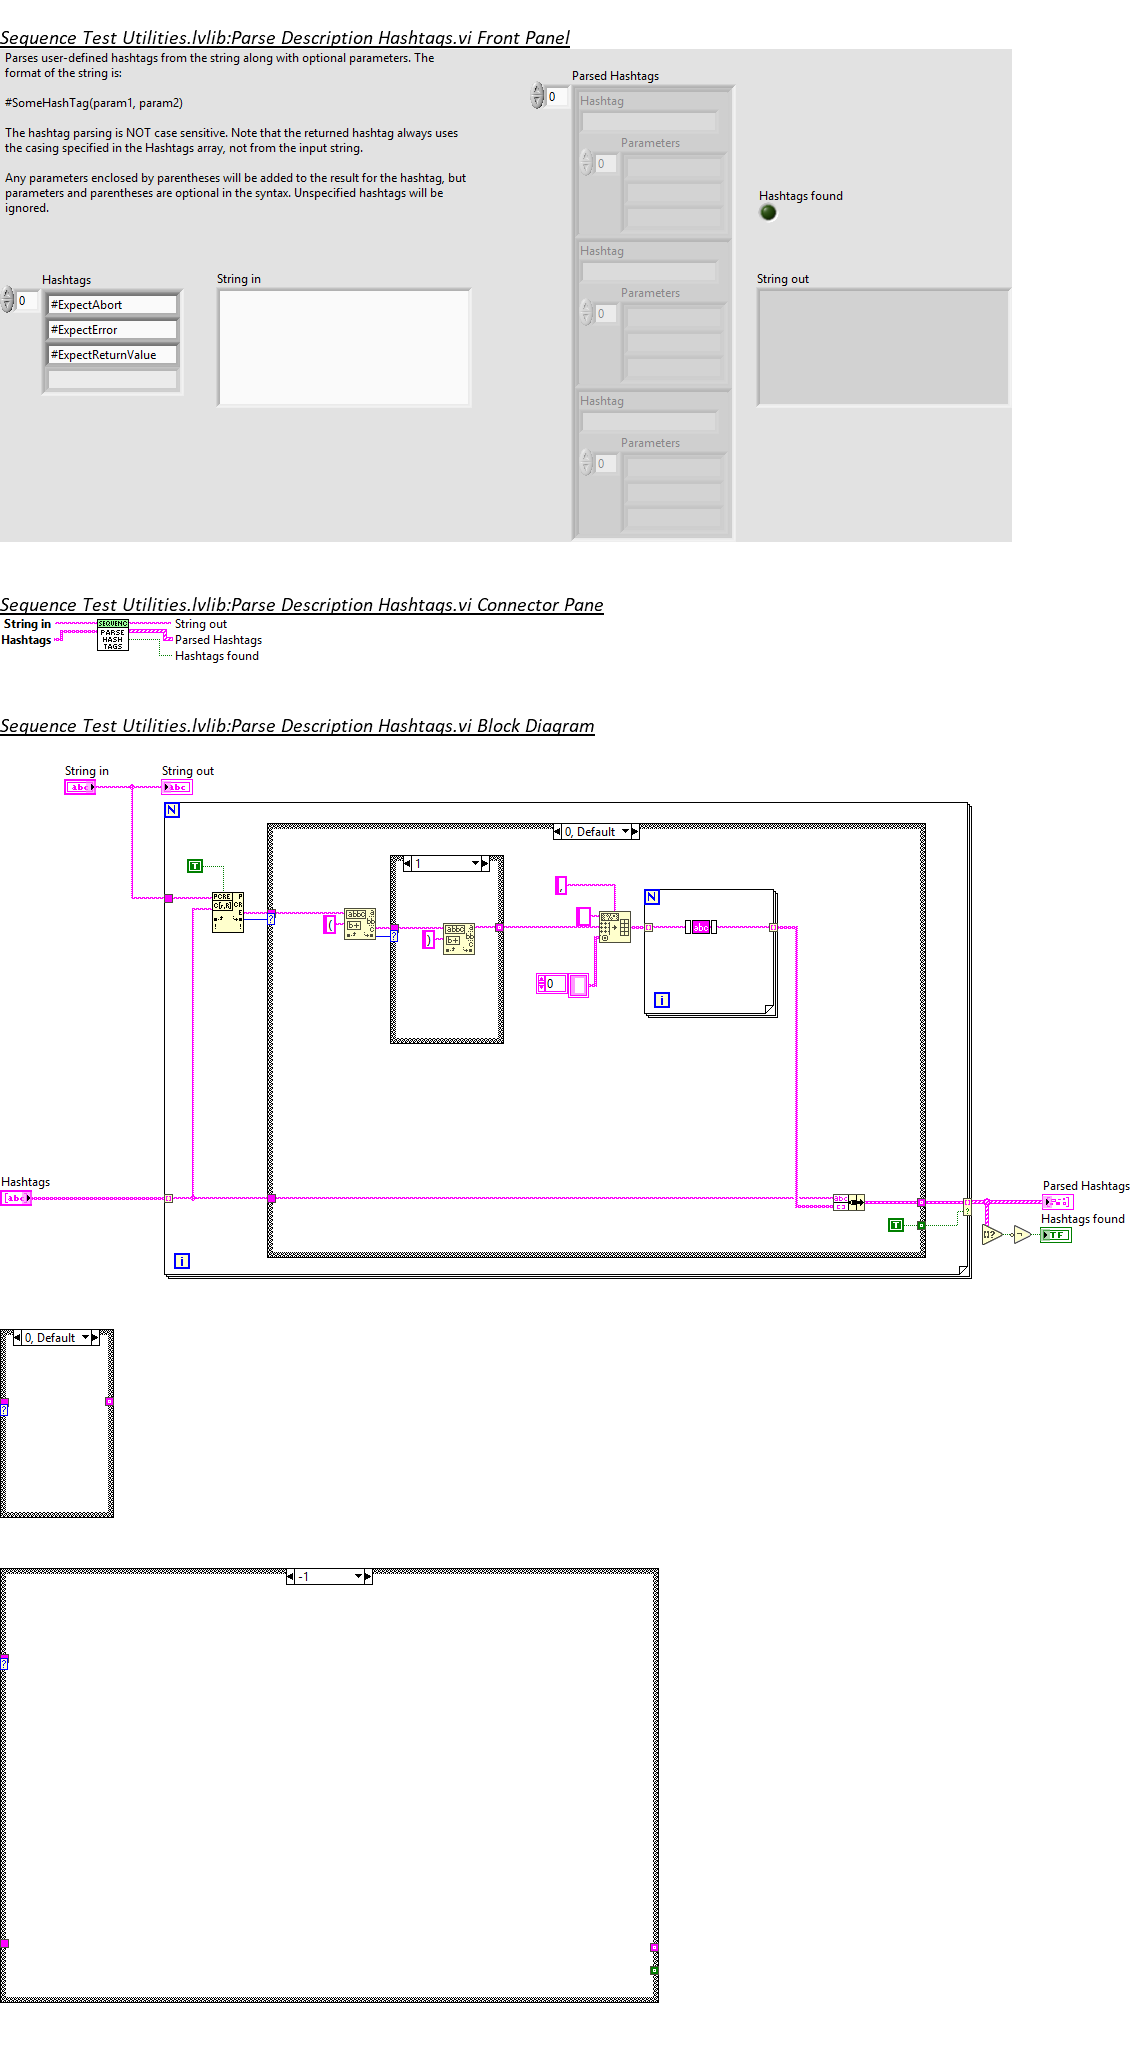 Sequence Test Utilities.lvlib:Parse Description Hashtags.vi Front Panel
Parses user-defined hashtags from the string along with optional parameters. The
format of the string is:
#SomeHashTag(param1, param2)
The hashtag parsing is NOT case sensitive. Note that the returned hashtag always uses
the casing specified in the Hashtags array, not from the input string.
Any parameters enclosed by parentheses will be added to the result for the hashtag, but
parameters and parentheses are optional in the syntax. Unspecified hashtags will be
ignored.
Parsed Hashtags
0
Hashtag
Parameters
0
Hashtag
Parameters
0
Hashtag
Parameters
0
Hashtags found
Hashtags
0
#ExpectAbort
#ExpectError
#ExpectReturnValue
String in
String out
Sequence Test Utilities.lvlib:Parse Description Hashtags.vi Connector Pane
String in
Hashtags
SEQUENC
PARSE
HASH
TAGS
String out
Parsed Hashtags
Hashtags found
Sequence Test Utilities.lvlib:Parse Description Hashtags.vi Block Diagram
String in
abc
String out
abc
N
0, Default
T
1
(
)
,
0
N
abc
i
Hashtags
abc
T
i
Parsed Hashtags
Hashtags found
TF
0, Default
-1